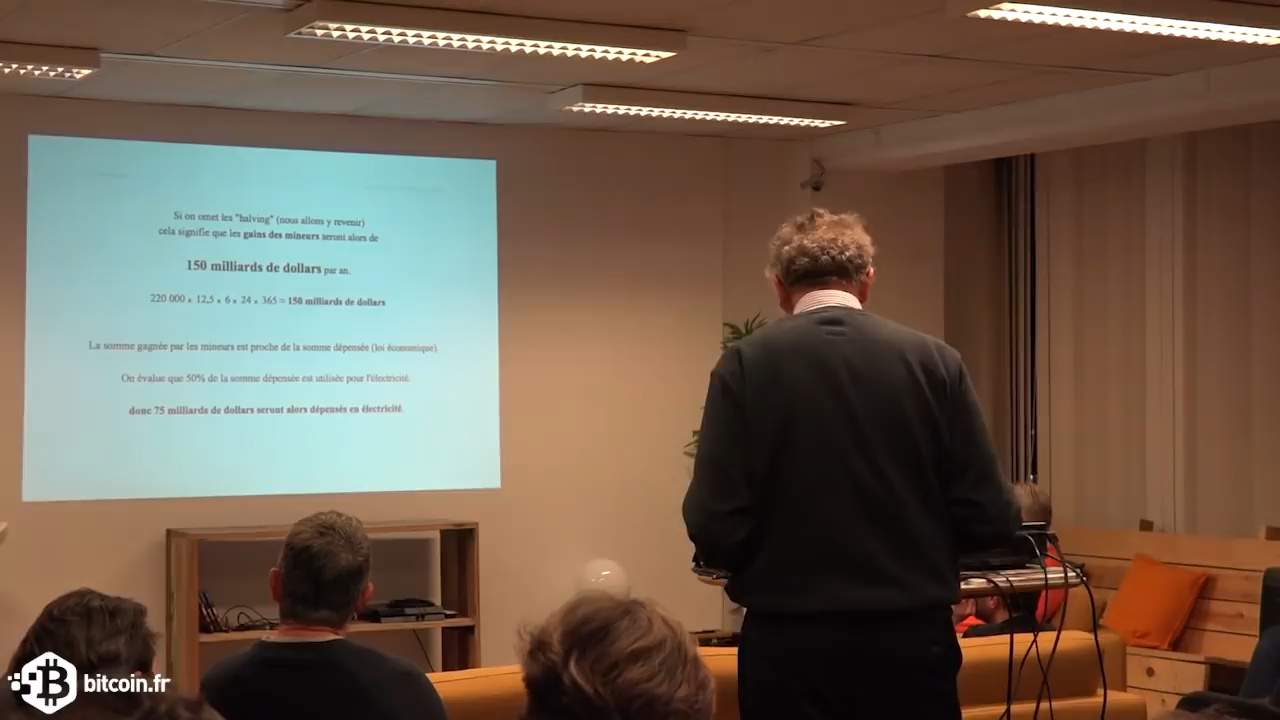 Si on omet les "halving" (nous allons y revenir)
cela signifie que les gains des mineurs seront alors de
150 milliards de dollars par an.
220 000 x 12,5 x 6 x 24 x 365 = 150 milliards de dollars
La somme gagnée par les mineurs est proche de la somme dépensée (loi économique).
On évalue que 50% de la somme dépensée est utilisée pour l'électricité.
donc 75 milliards de dollars seront alors dépensés en électricité.
bitcoin.fr